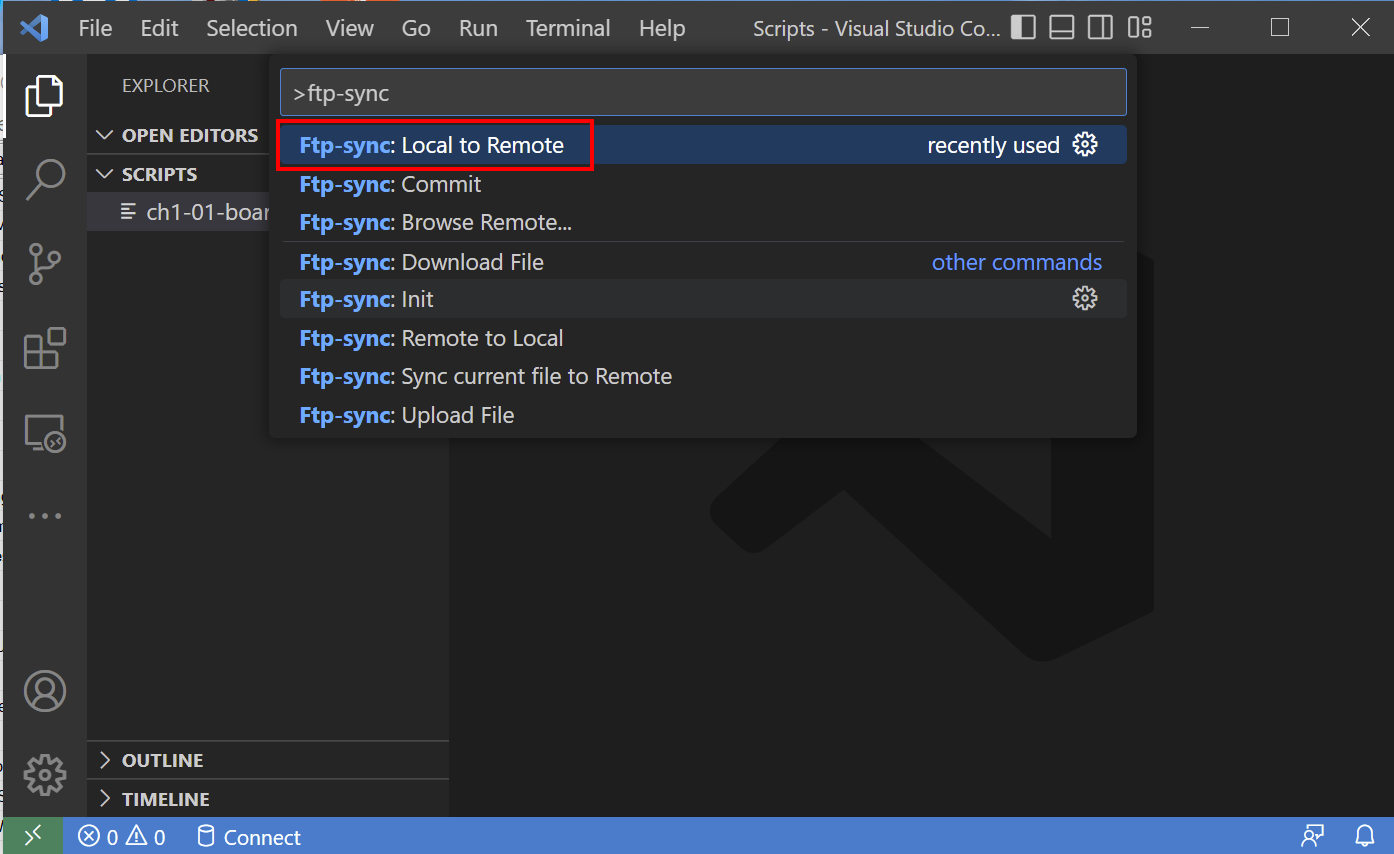 File Edit Selection View Go Run Terminal Help Scripts - Visual Studio Co...
EXPLORER
>ftp-sync
OPEN EDITORS
SCRIPTS
ch1-01-boar
Ftp-sync: Local to Remote recently used
Ftp-sync: Commit
Ftp-sync: Browse Remote...
Ftp-sync: Download File other commands
Ftp-sync: Init
Ftp-sync: Remote to Local
Ftp-sync: Sync current file to Remote
Ftp-sync: Upload File
OUTLINE
TIMELINE
0 0 Connect